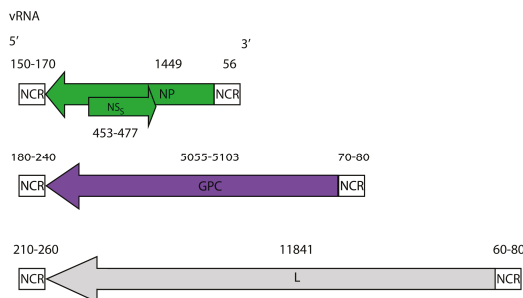 vRNA
5′ 3′
150-170 1449 56
NCR NP NCR
NSS
453-477
180-240 5055-5103 70-80
NCR GPC NCR
210-260 11841 60-80
NCR L NCR